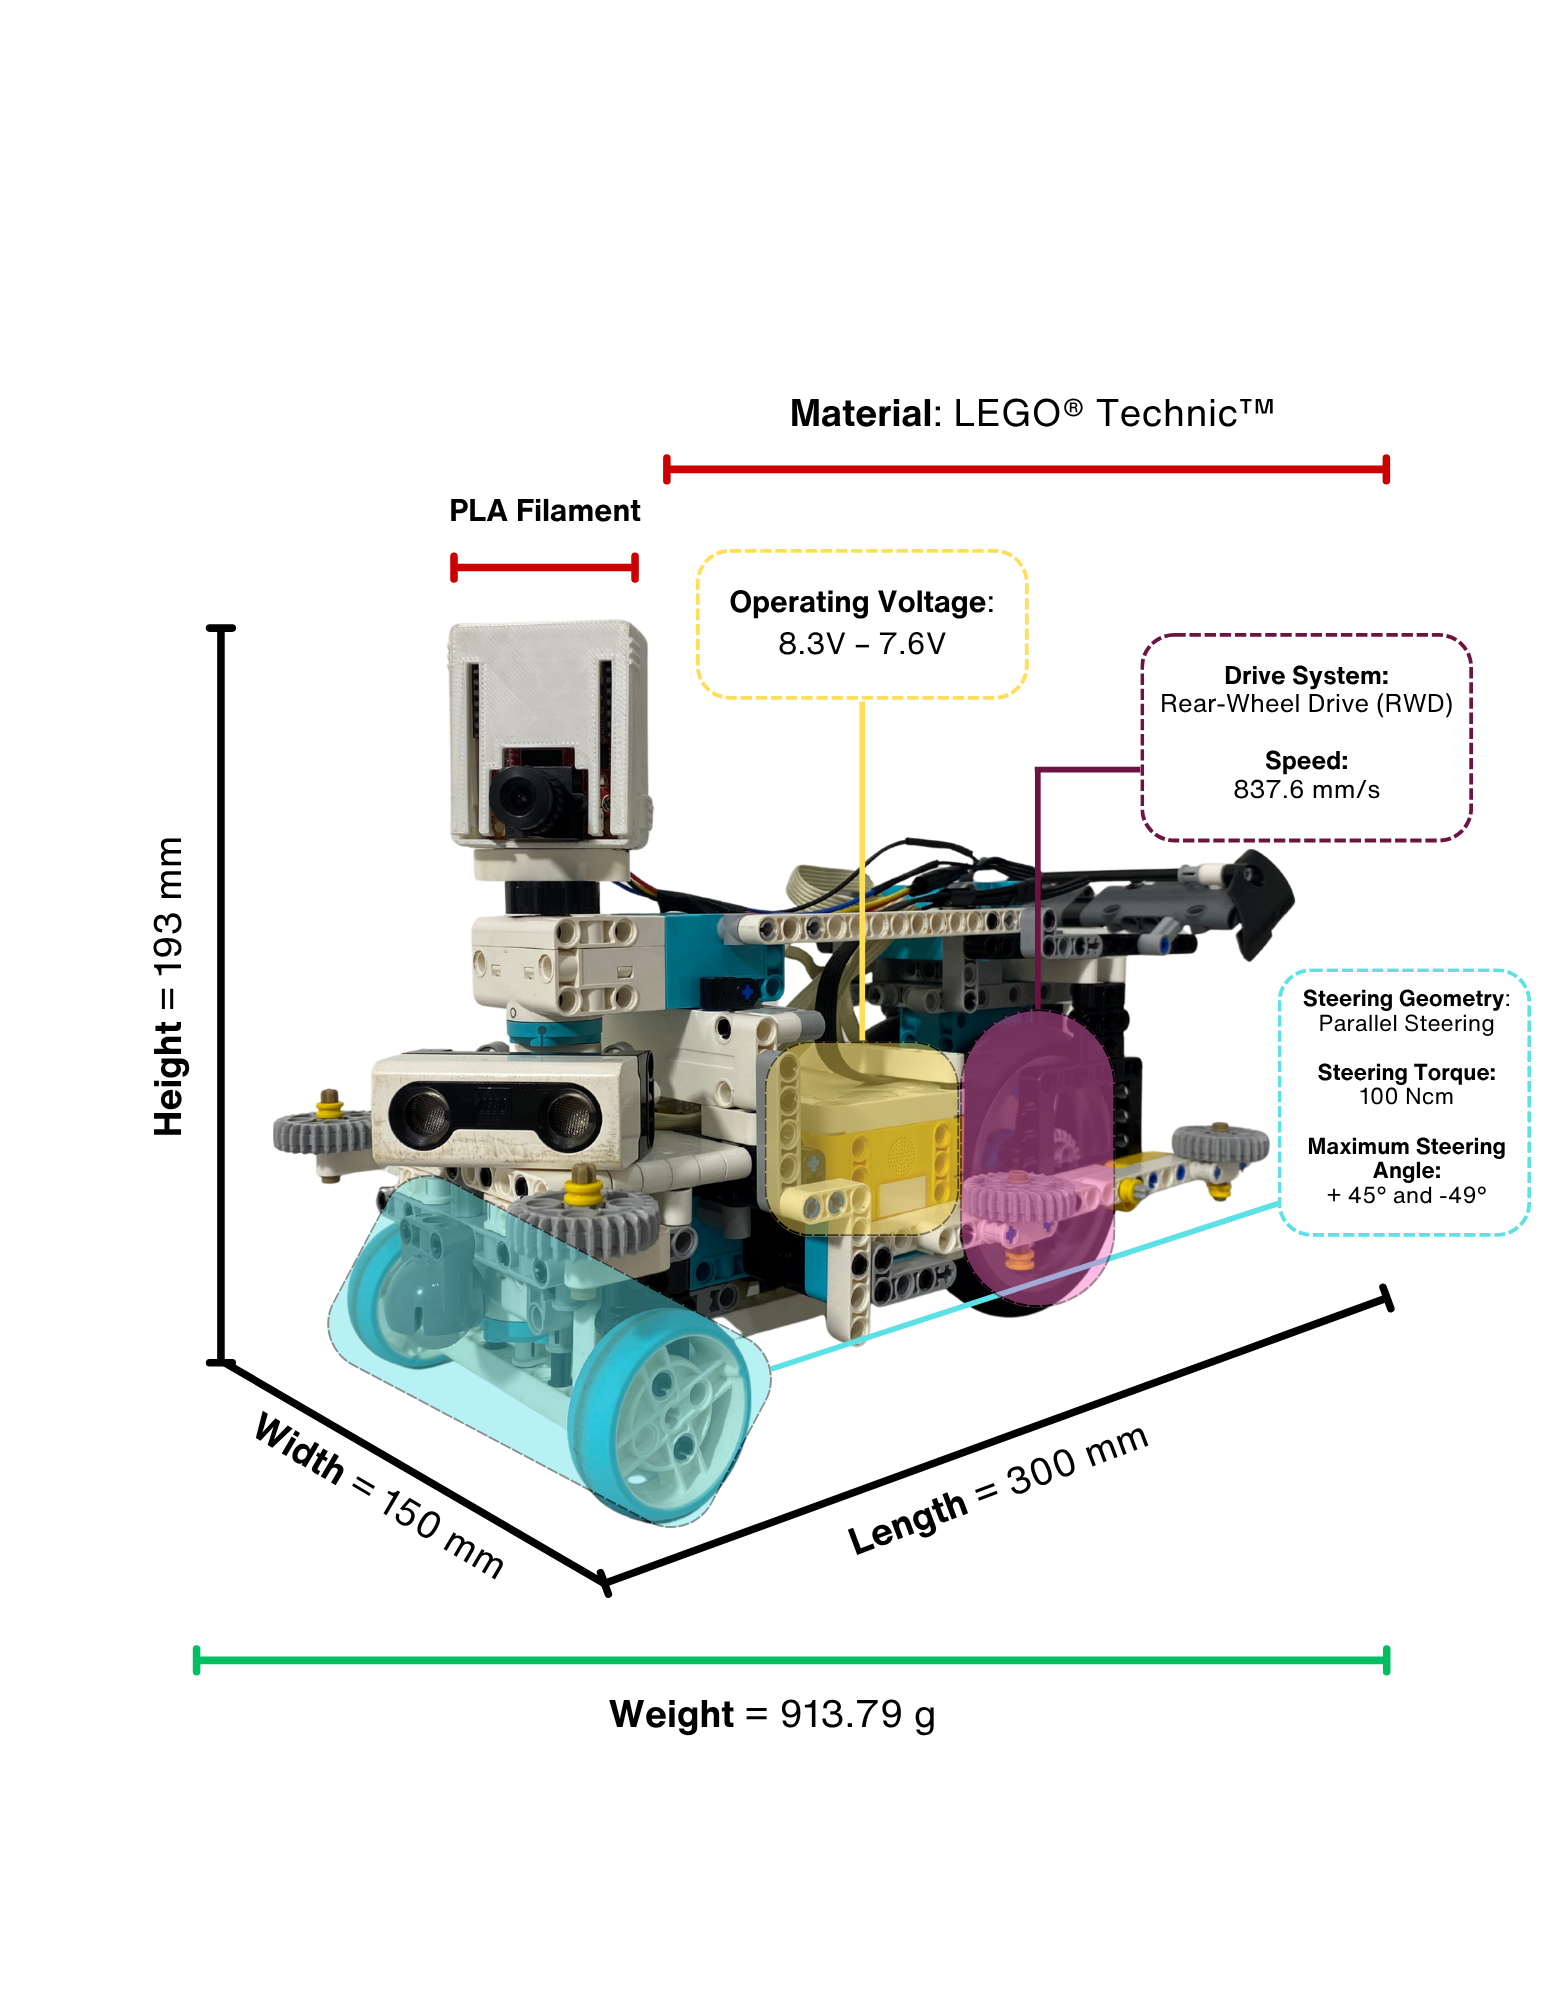 Material: LEGO® Technic™
PLA Filament
Operating Voltage:
8.3V – 7.6V
Drive System:
Rear-Wheel Drive (RWD)
Speed:
837.6 mm/s
Height = 193 mm
Steering Geometry:
Parallel Steering
Steering Torque:
100 Ncm
Maximum Steering
Angle:
+ 45° and -49°
Width = 150 mm
Length = 300 mm
Weight = 913.79 g